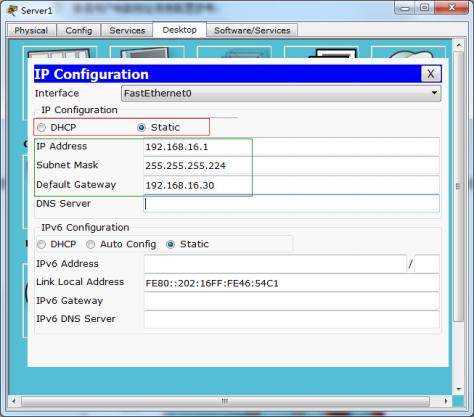 Server1
Physical Config Services Desktop Software/Services
IP Configuration X
Interface FastEthernet0
IP Configuration
DHCP Static
IP Address 192.168.16.1
Subnet Mask 255.255.255.224
Default Gateway 192.168.16.30
DNS Server
IPv6 Configuration
DHCP Auto Config Static
IPv6 Address /
Link Local Address FE80::202:16FF:FE46:54C1
IPv6 Gateway
IPv6 DNS Server